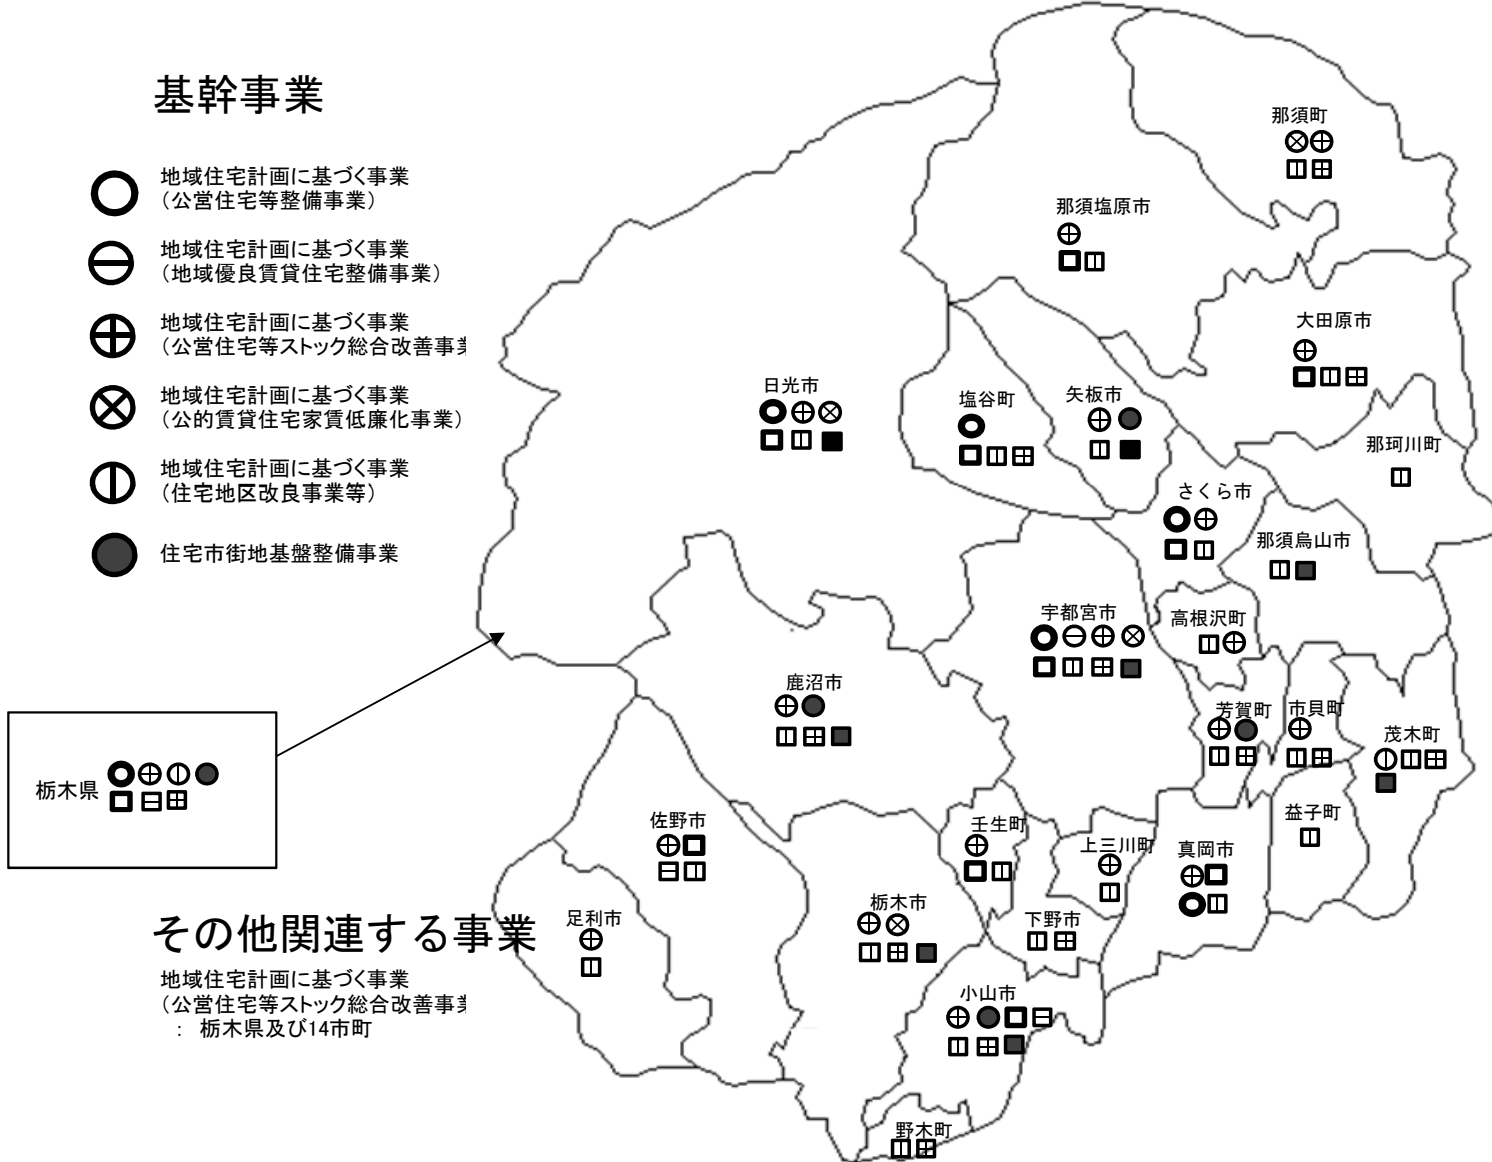 基幹事業
地域住宅計画に基づく事業
（公営住宅等整備事業）
地域住宅計画に基づく事業
（地域優良賃貸住宅整備事業）
地域住宅計画に基づく事業
（公営住宅等ストック総合改善事業
地域住宅計画に基づく事業
（公的賃貸住宅家賃低廉化事業）
地域住宅計画に基づく事業
（住宅地区改良事業等）
住宅市街地基盤整備事業
栃木県
その他関連する事業
地域住宅計画に基づく事業
（公営住宅等ストック総合改善事業
： 栃木県及び14市町
那須町
那須塩原市
大田原市
日光市
塩谷町
矢板市
那珂川町
さくら市
那須烏山市
宇都宮市
高根沢町
鹿沼市
芳賀町
市貝町
茂木町
佐野市
壬生町
上三川町
真岡市
益子町
足利市
栃木市
下野市
小山市
野木町